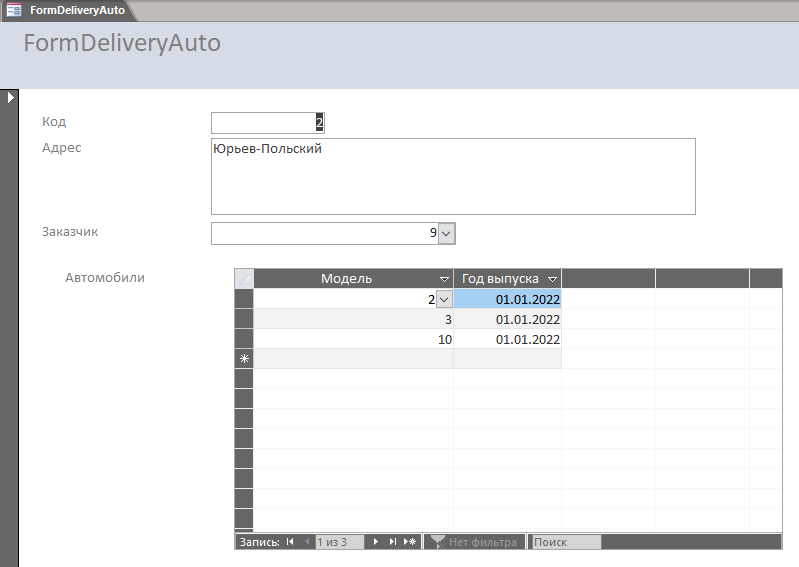 FormDeliveryAuto
FormDeliveryAuto
Код 2
Адрес Юрьев-Польский
Заказчик 9
Автомобили
Модель Год выпуска
2 01.01.2022
3 01.01.2022
10 01.01.2022
Запись: 1 из 3 Нет фильтра Поиск